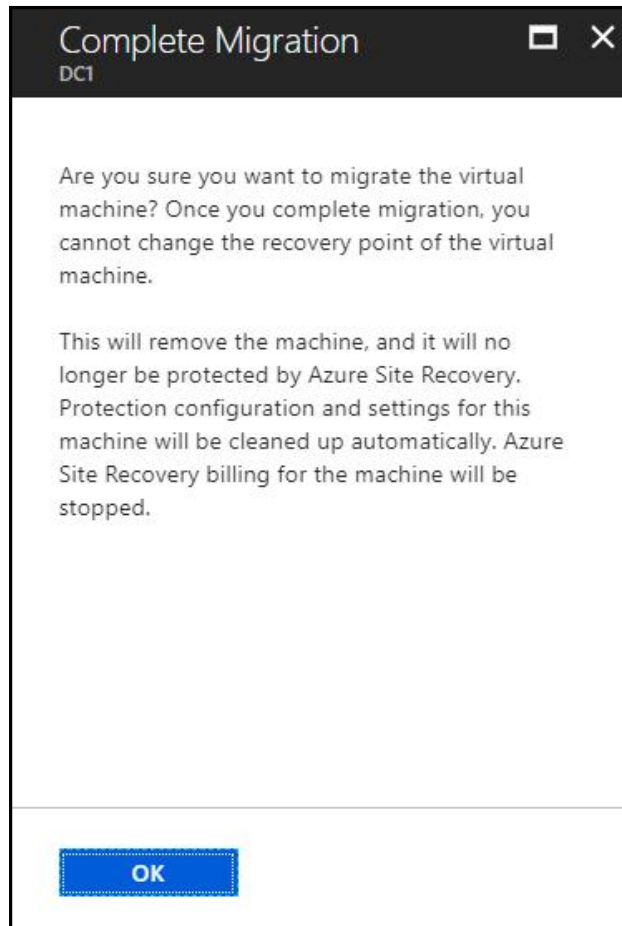 Complete Migration
DC1
Are you sure you want to migrate the virtual
machine? Once you complete migration, you
cannot change the recovery point of the virtual
machine.
This will remove the machine, and it will no
longer be protected by Azure Site Recovery.
Protection configuration and settings for this
machine will be cleaned up automatically. Azure
Site Recovery billing for the machine will be
stopped.
OK